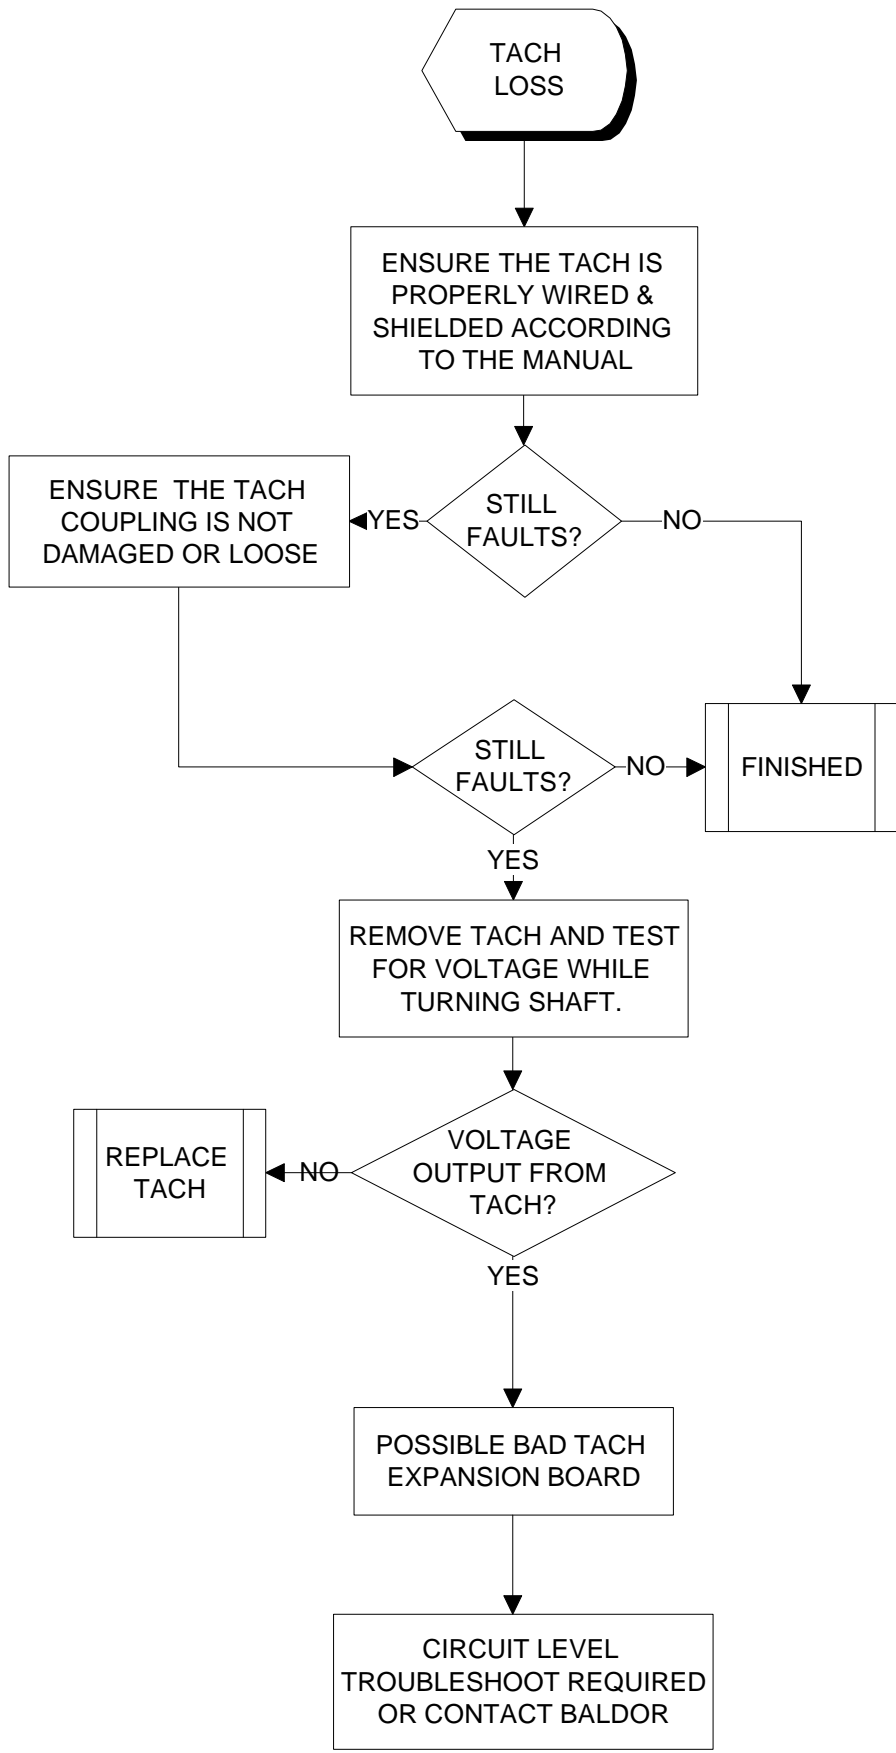 TACH
LOSS
ENSURE THE TACH IS
PROPERLY WIRED &
SHIELDED ACCORDING
TO THE MANUAL
STILL
FAULTS?
YES
NO
ENSURE THE TACH
COUPLING IS NOT
DAMAGED OR LOOSE
STILL
FAULTS?
NO
FINISHED
YES
REMOVE TACH AND TEST
FOR VOLTAGE WHILE
TURNING SHAFT.
VOLTAGE
OUTPUT FROM
TACH?
NO
REPLACE
TACH
YES
POSSIBLE BAD TACH
EXPANSION BOARD
CIRCUIT LEVEL
TROUBLESHOOT REQUIRED
OR CONTACT BALDOR